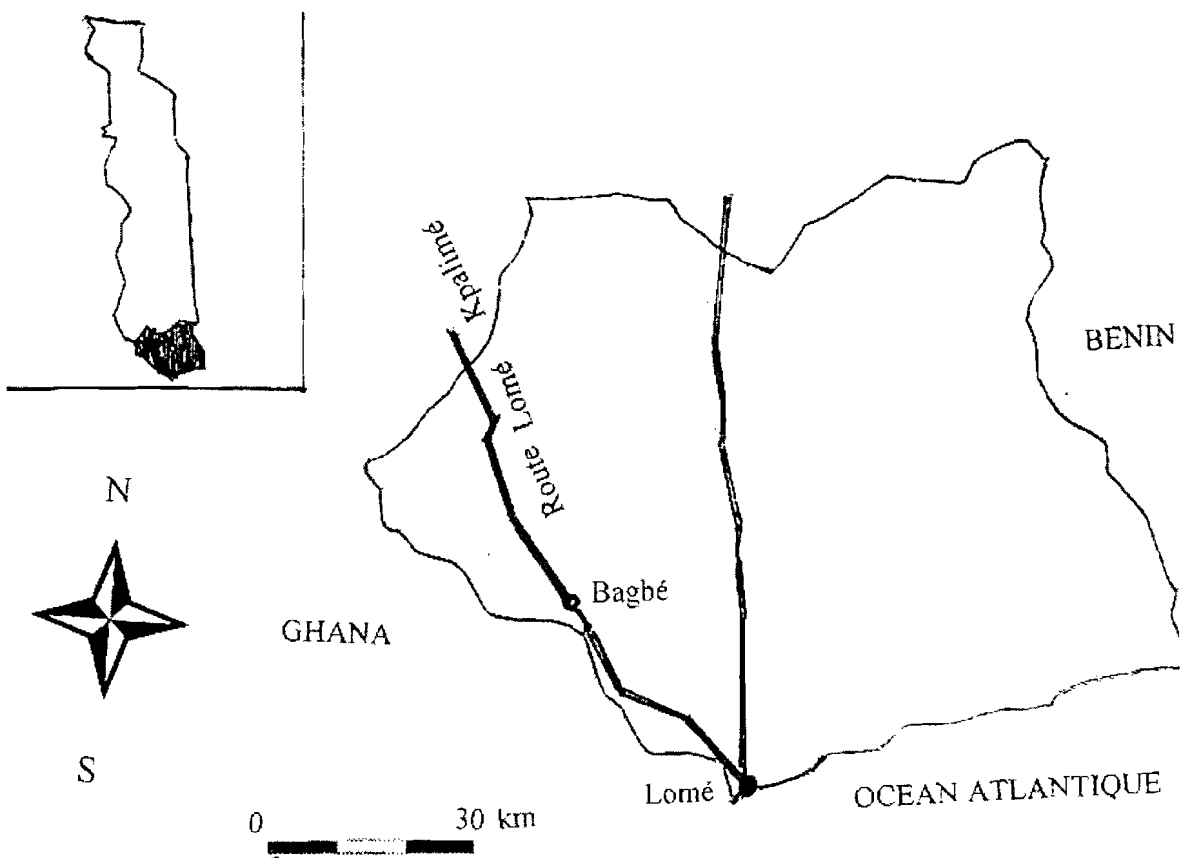 Kpalimé
Route Lomé
BENIN
N
Bagbé
GHANA
S
Lomé
OCEAN ATLANTIQUE
0 30 km